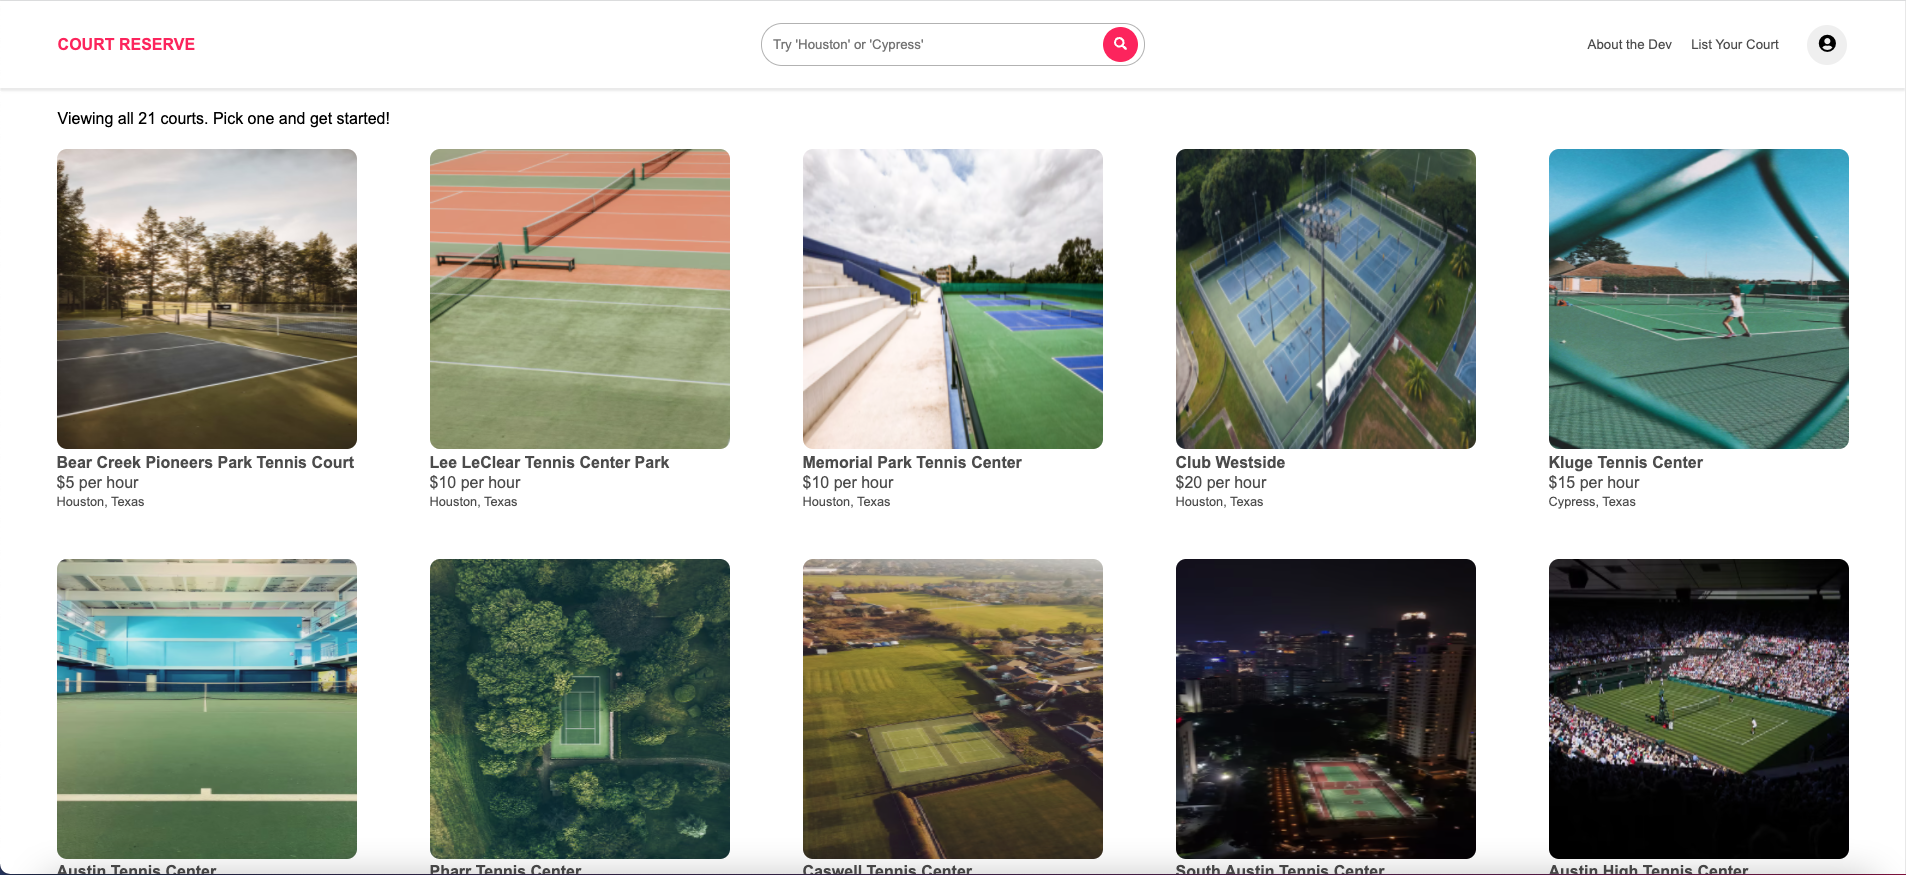 COURT RESERVE
Try 'Houston' or 'Cypress'
About the Dev
List Your Court
Viewing all 21 courts. Pick one and get started!
Bear Creek Pioneers Park Tennis Court
$5 per hour
Houston, Texas
Lee LeClear Tennis Center Park
$10 per hour
Houston, Texas
Memorial Park Tennis Center
$10 per hour
Houston, Texas
Club Westside
$20 per hour
Houston, Texas
Kluge Tennis Center
$15 per hour
Cypress, Texas
Austin Tennis Center
Pharr Tennis Center
Caswell Tennis Center
South Austin Tennis Center
Austin High Tennis Center